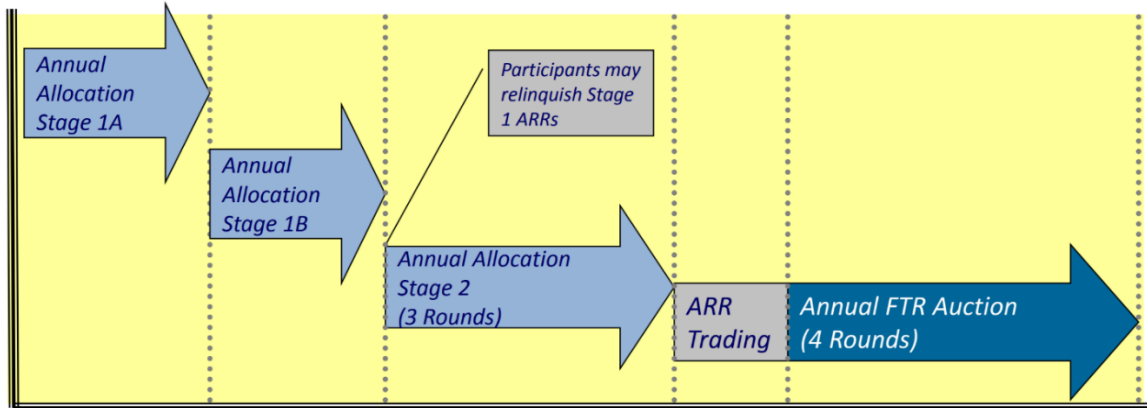 Annual
Allocation
Stage 1A
Participants may
relinquish Stage
1 ARRs
Annual
Allocation
Stage 1B
Annual Allocation
Stage 2
(3 Rounds)
ARR
Trading
Annual FTR Auction
(4 Rounds)